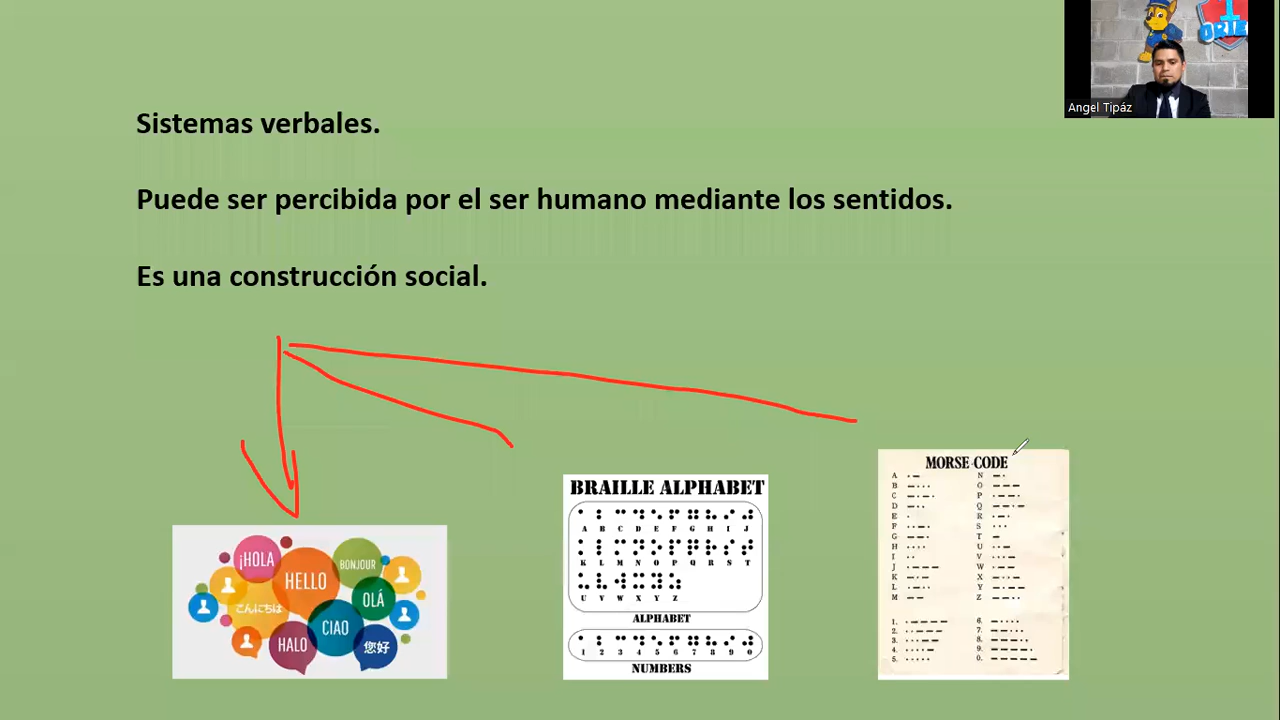 Angel Tipáz
Sistemas verbales.
Puede ser percibida por el ser humano mediante los sentidos.
Es una construcción social.
¡HOLA
HELLO
BONJOUR
こんにちは
OLÁ
CIAO
HALO
您好
BRAILLE ALPHABET
A B C D E F G H I J
K L M N O P Q R S T
U V W X Y Z
ALPHABET
1 2 3 4 5 6 7 8 9 0
NUMBERS
MORSE CODE
A N
B O
C P
D Q
E R
F S
G T
H U
I V
J W
K X
L Y
M Z
1. 6.
2. 7.
3. 8.
4. 9.
5. 0.